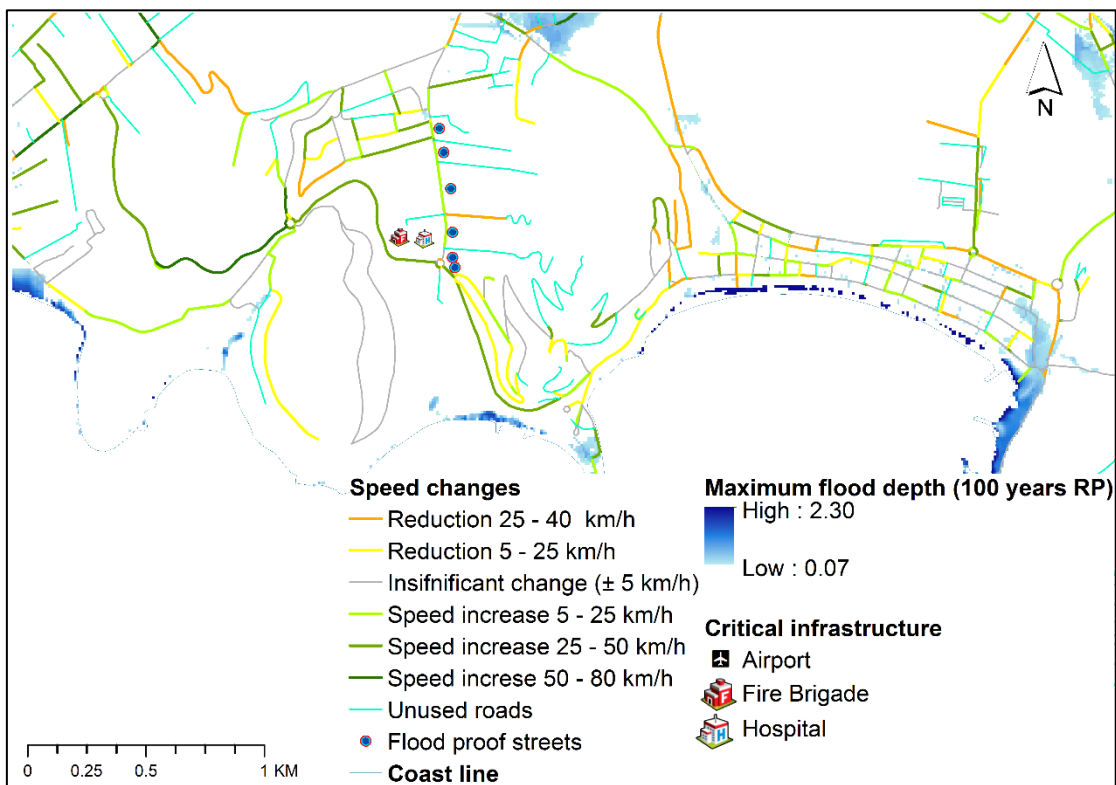 N
Speed changes
Reduction 25 - 40 km/h
Reduction 5 - 25 km/h
Insifnificant change (± 5 km/h)
Speed increase 5 - 25 km/h
Speed increase 25 - 50 km/h
Speed increse 50 - 80 km/h
Unused roads
Flood proof streets
Coast line
0 0.25 0.5 1 KM
Maximum flood depth (100 years RP)
High : 2.30
Low : 0.07
Critical infrastructure
Airport
F Fire Brigade
H Hospital
F
H